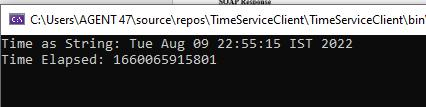 SOAP Response
C:\Users\AGENT 47\source\repos\TimeServiceClient\TimeServiceClient\bin
Time as String: Tue Aug 09 22:55:15 IST 2022
Time Elapsed: 1660065915801